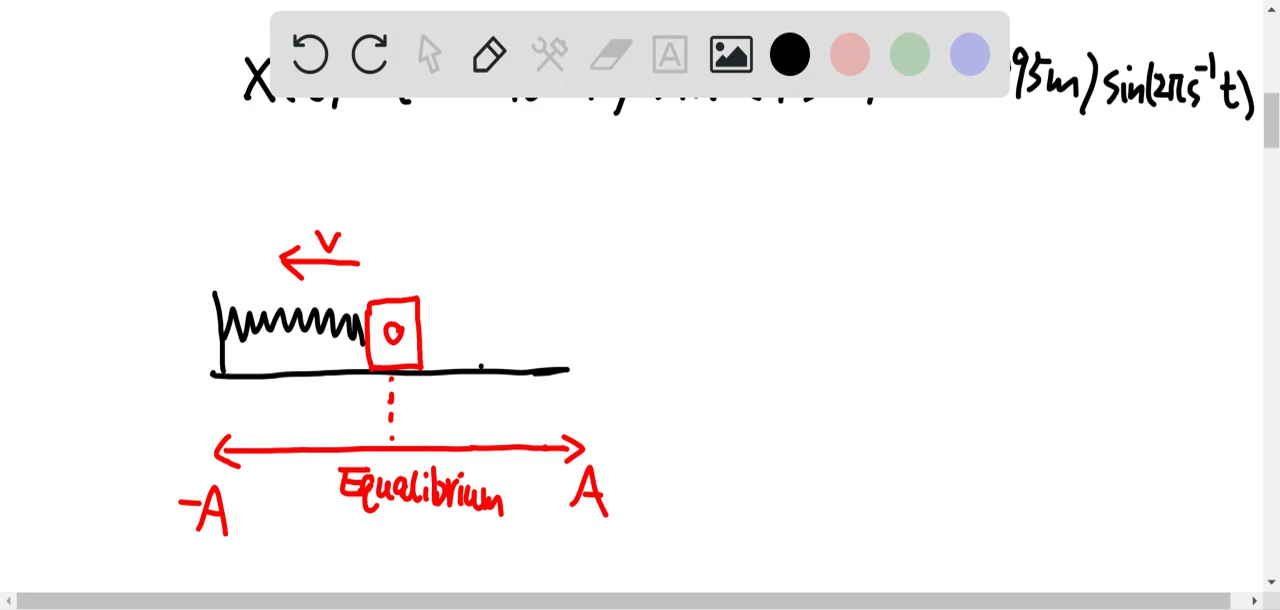 X 95m) sin(2πs⁻¹t)
v
-A Equalibrium A